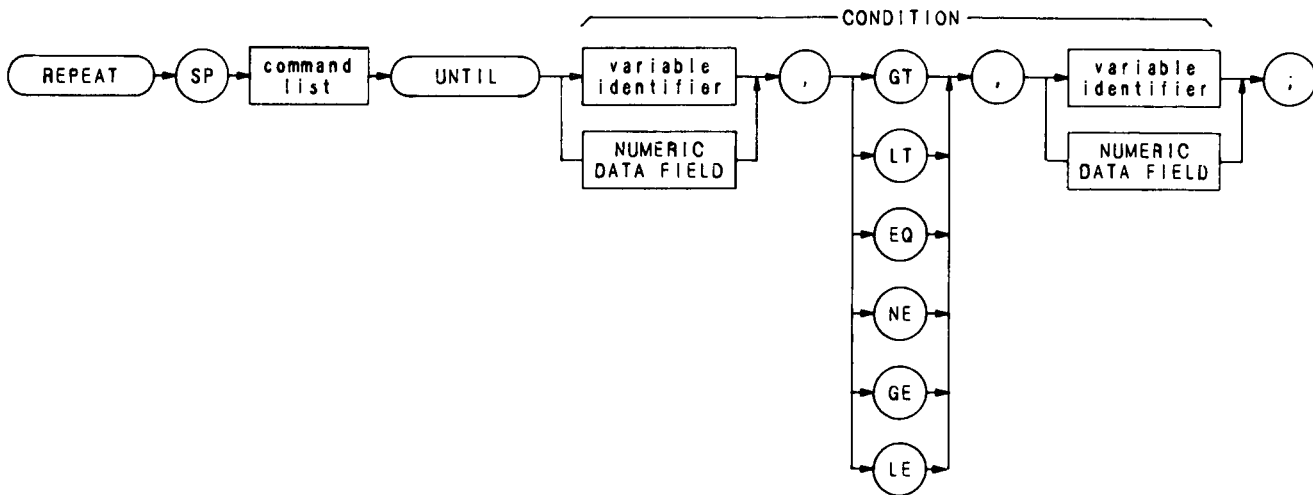 CONDITION
REPEAT
SP
command
list
UNTIL
variable
identifier
NUMERIC
DATA FIELD
,
GT
LT
EQ
NE
GE
LE
,
variable
identifier
NUMERIC
DATA FIELD
;